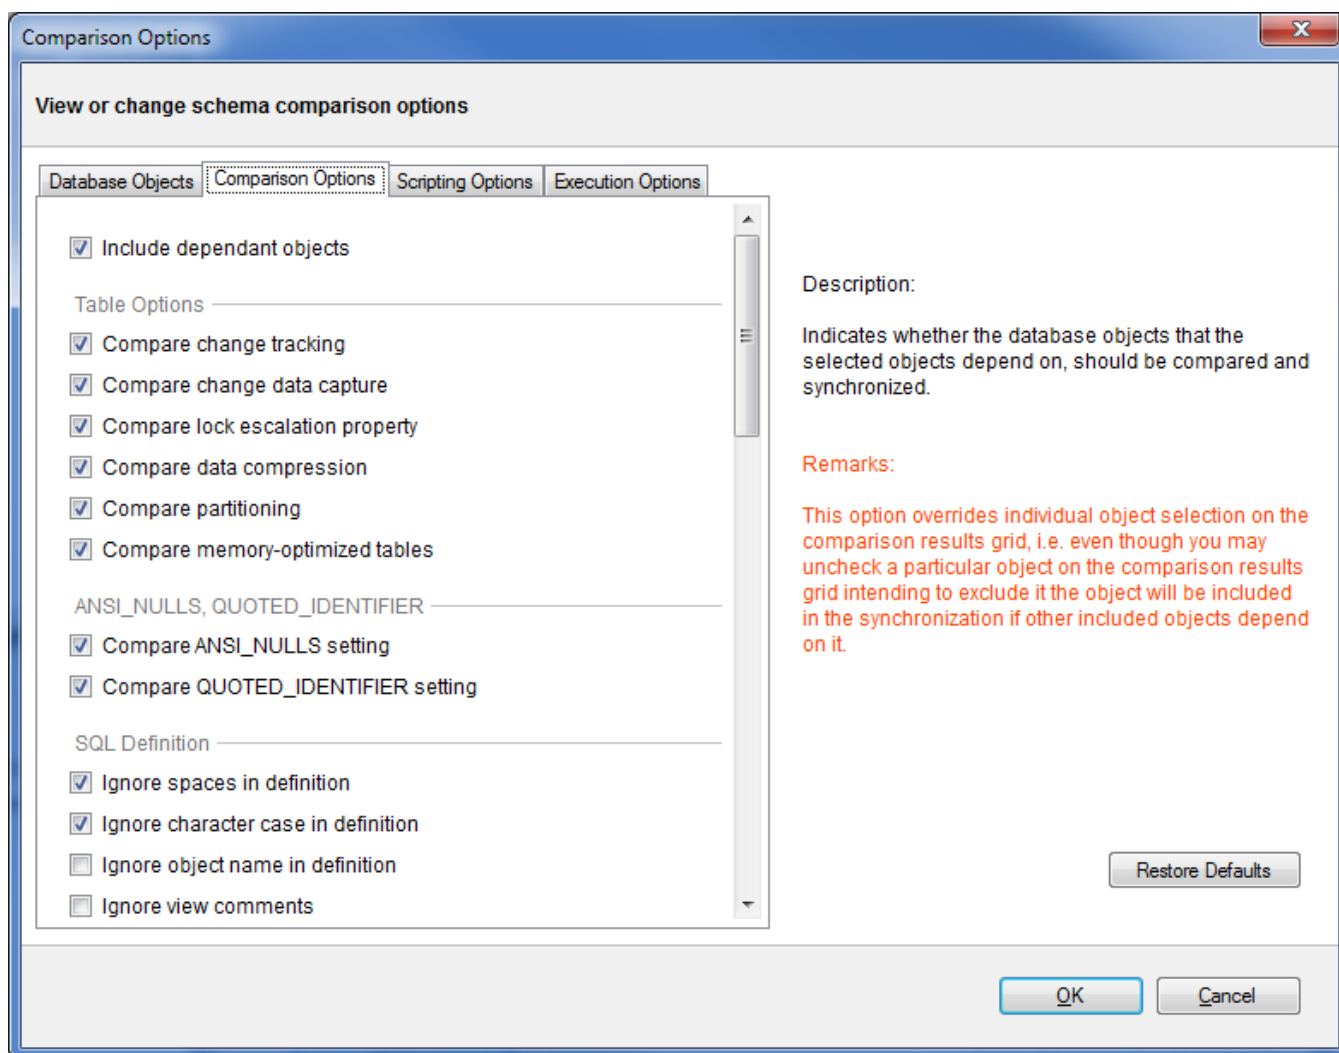 Comparison Options
View or change schema comparison options
Database Objects
Comparison Options
Scripting Options
Execution Options
Include dependant objects
Table Options
Compare change tracking
Compare change data capture
Compare lock escalation property
Compare data compression
Compare partitioning
Compare memory-optimized tables
ANSI_NULLS, QUOTED_IDENTIFIER
Compare ANSI_NULLS setting
Compare QUOTED_IDENTIFIER setting
SQL Definition
Ignore spaces in definition
Ignore character case in definition
Ignore object name in definition
Ignore view comments
Description:
Indicates whether the database objects that the
selected objects depend on, should be compared and
synchronized.
Remarks:
This option overrides individual object selection on the
comparison results grid, i.e. even though you may
uncheck a particular object on the comparison results
grid intending to exclude it the object will be included
in the synchronization if other included objects depend
on it.
Restore Defaults
OK
Cancel